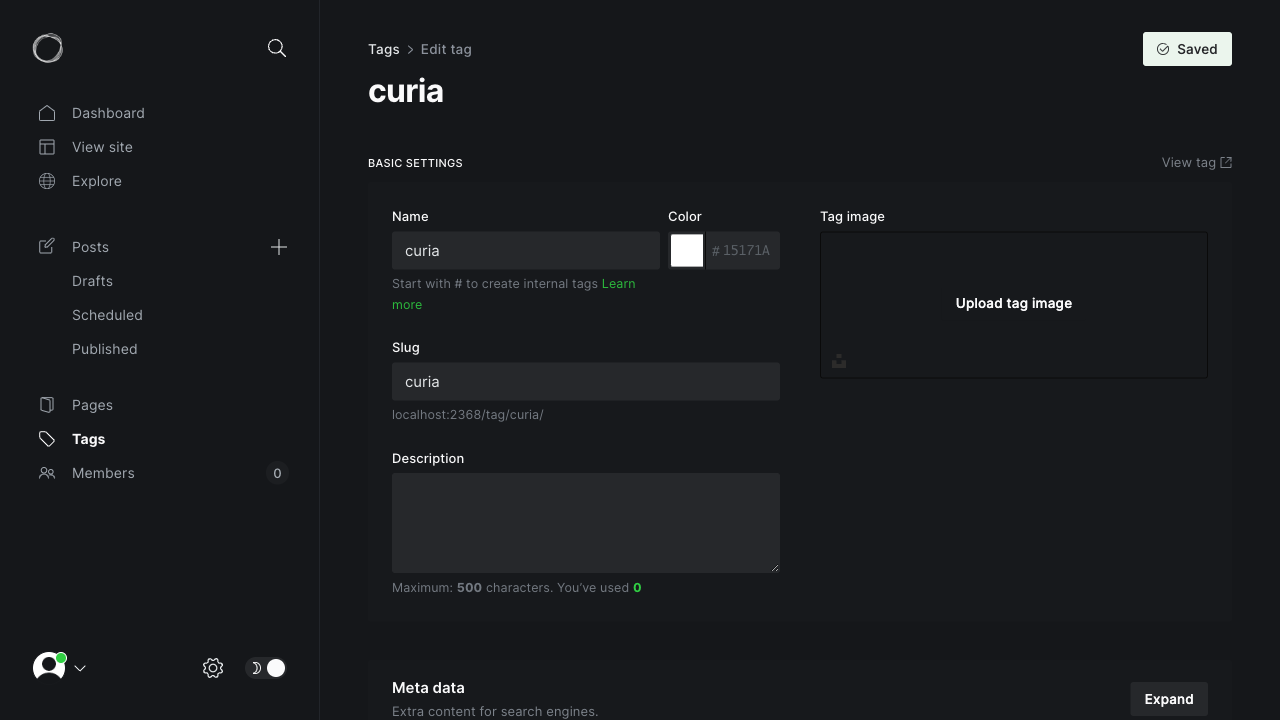 Dashboard
View site
Explore
Posts
Drafts
Scheduled
Published
Pages
Tags
Members 0
Tags > Edit tag
Saved
curia
BASIC SETTINGS
View tag
Name
curia
Start with # to create internal tags Learn
more
Color
# 15171A
Slug
curia
localhost:2368/tag/curia/
Description
Maximum: 500 characters. You've used 0
Tag image
Upload tag image
Meta data
Extra content for search engines.
Expand